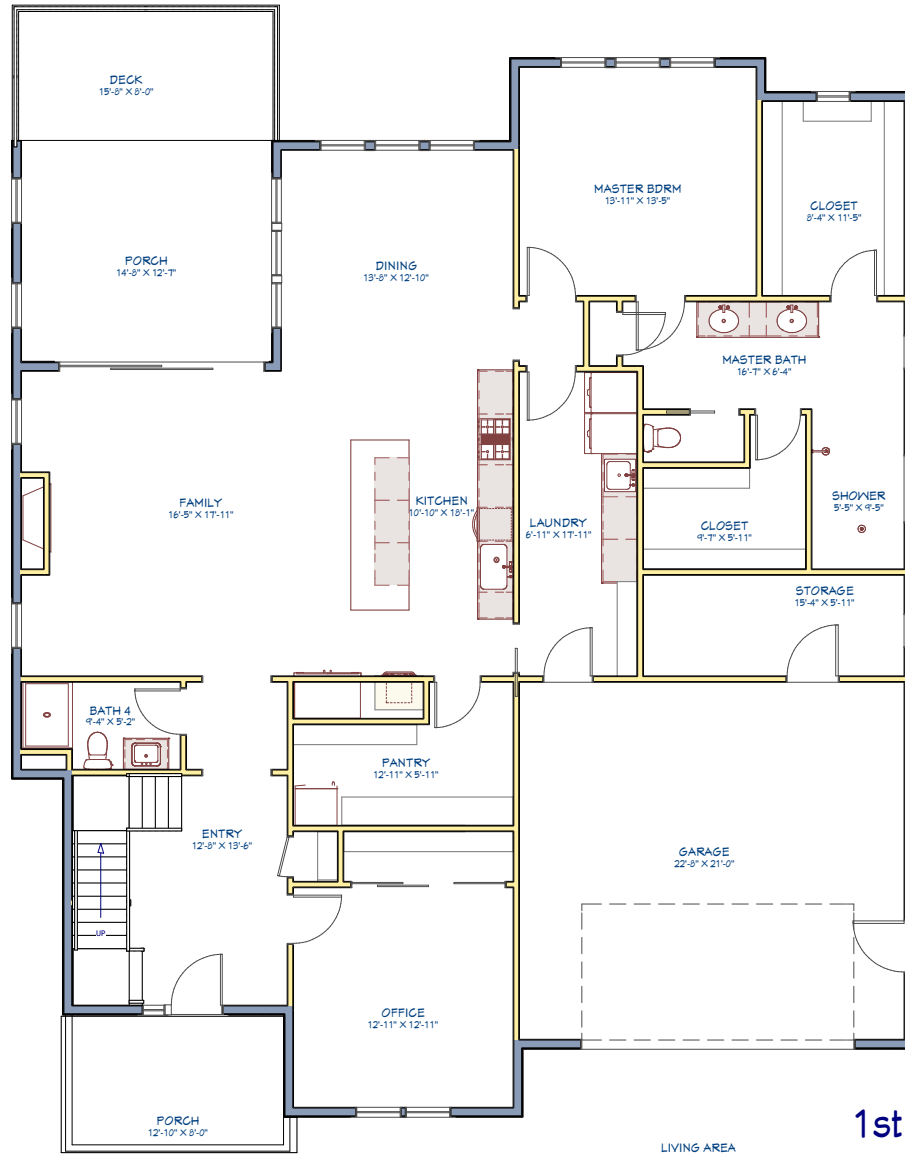 DECK
15'-8" X 8'-0"
MASTER BDRM
13'-11" X 13'-5"
CLOSET
8'-4" X 11'-5"
PORCH
14'-8" X 12'-7"
DINING
13'-8" X 12'-10"
MASTER BATH
16'-7" X 6'-4"
FAMILY
16'-5" X 17'-11"
KITCHEN
10'-10" X 18'-1"
LAUNDRY
6'-11" X 17'-11"
CLOSET
9'-7" X 5'-11"
SHOWER
5'-5" X 9'-5"
STORAGE
15'-4" X 5'-11"
BATH 4
9'-4" X 5'-2"
PANTRY
12'-11" X 5'-11"
ENTRY
12'-8" X 13'-6"
GARAGE
22'-8" X 21'-0"
UP
OFFICE
12'-11" X 12'-11"
PORCH
12'-10" X 8'-0"
1st
LIVING AREA